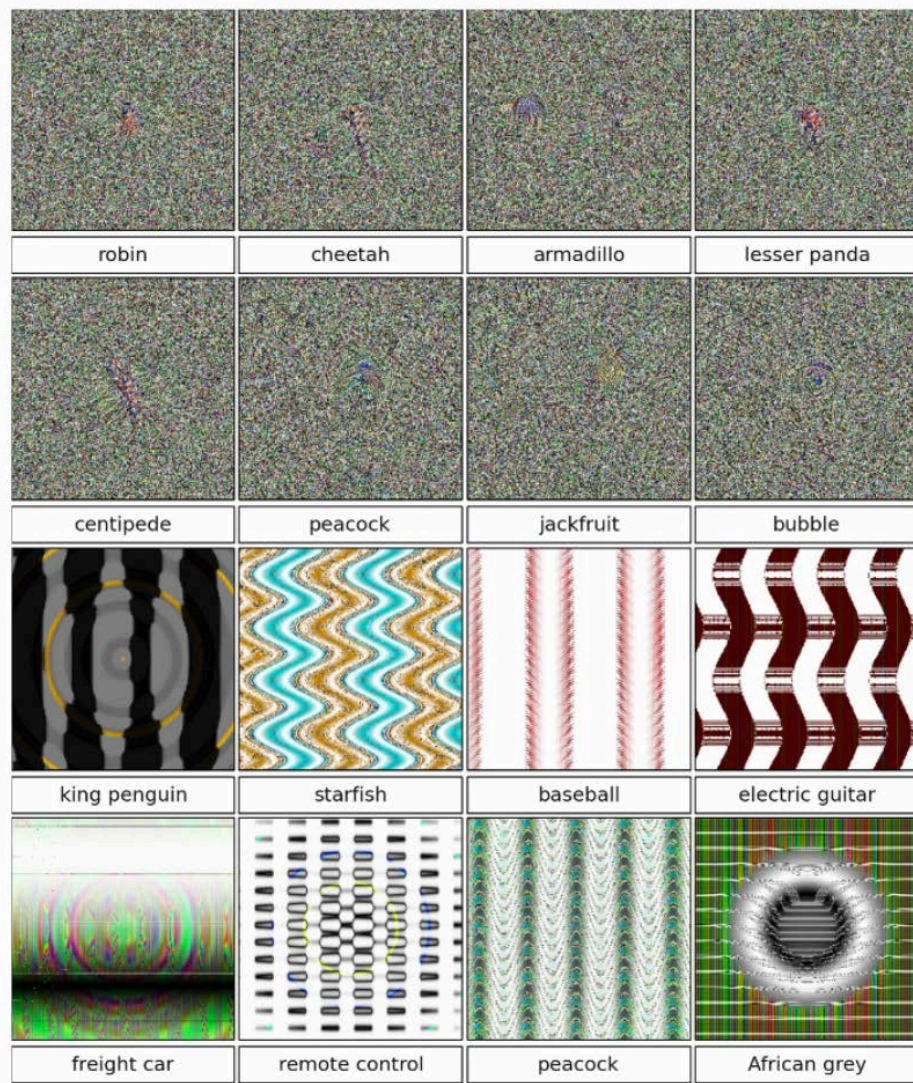 robin
cheetah
armadillo
lesser panda
centipede
peacock
jackfruit
bubble
king penguin
starfish
baseball
electric guitar
freight car
remote control
peacock
African grey